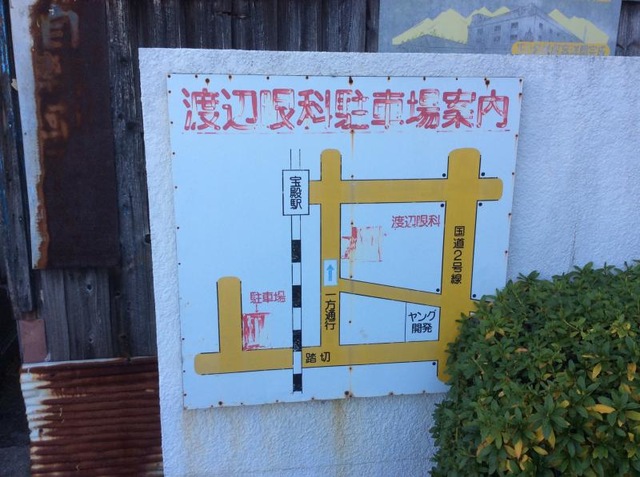 渡辺眼科駐車場案内
宝殿駅
渡辺眼科
国道2号線
一方通行
駐車場
ヤング
開発
踏切